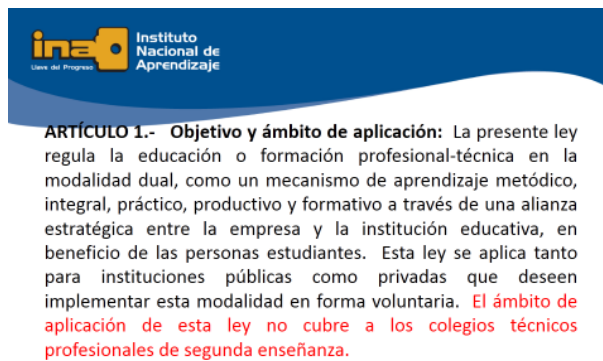 ina
Llave del Progreso
Instituto
Nacional de
Aprendizaje
ARTÍCULO 1.- Objetivo y ámbito de aplicación: La presente ley
regula la educación o formación profesional-técnica en la
modalidad dual, como un mecanismo de aprendizaje metódico,
integral, práctico, productivo y formativo a través de una alianza
estratégica entre la empresa y la institución educativa, en
beneficio de las personas estudiantes. Esta ley se aplica tanto
para instituciones públicas como privadas que deseen
implementar esta modalidad en forma voluntaria. El ámbito de
aplicación de esta ley no cubre a los colegios técnicos
profesionales de segunda enseñanza.